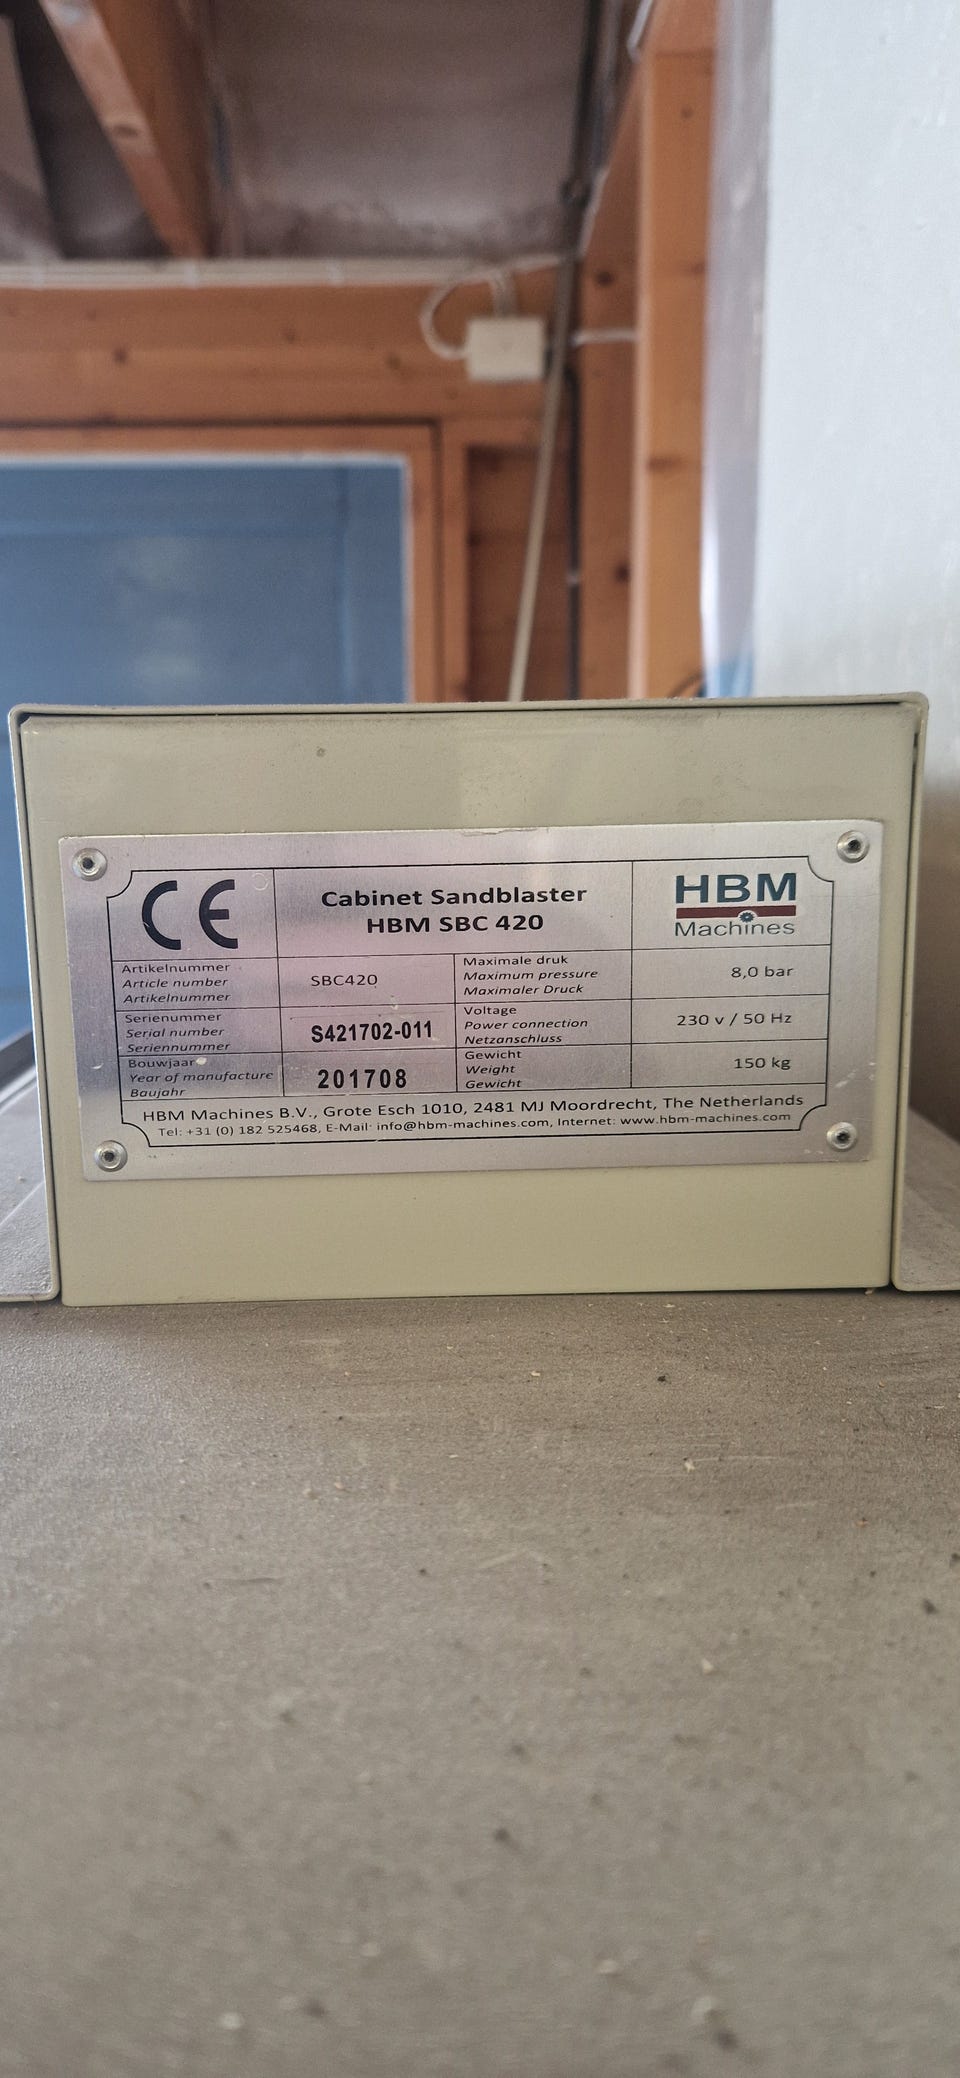 CE
Cabinet Sandblaster
HBM SBC 420
HBM
Machines
Artikelnummer
Article number
Artikelnummer
SBC420
Maximale druk
Maximum pressure
Maximaler Druck
8,0 bar
Serienummer
Serial number
Seriennummer
S421702-011
Voltage
Power connection
Netzanschluss
230 v / 50 Hz
Bouwjaar
Year of manufacture
Baujahr
201708
Gewicht
Weight
Gewicht
150 kg
HBM Machines B.V., Grote Esch 1010, 2481 MJ Moordrecht, The Netherlands
Tel: +31 (0) 182 525468, E-Mail: info@hbm-machines.com, Internet: www.hbm-machines.com